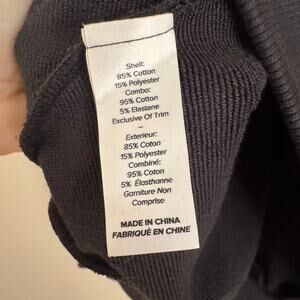 Shell:
85% Cotton
15% Polyester
Combo:
95% Cotton
5% Elastane
Exclusive Of Trim
–
Exterieur:
85% Coton
15% Polyester
Combiné:
95% Coton
5% Élasthanne
Garniture Non
Comprise
MADE IN CHINA
FABRIQUÉ EN CHINE